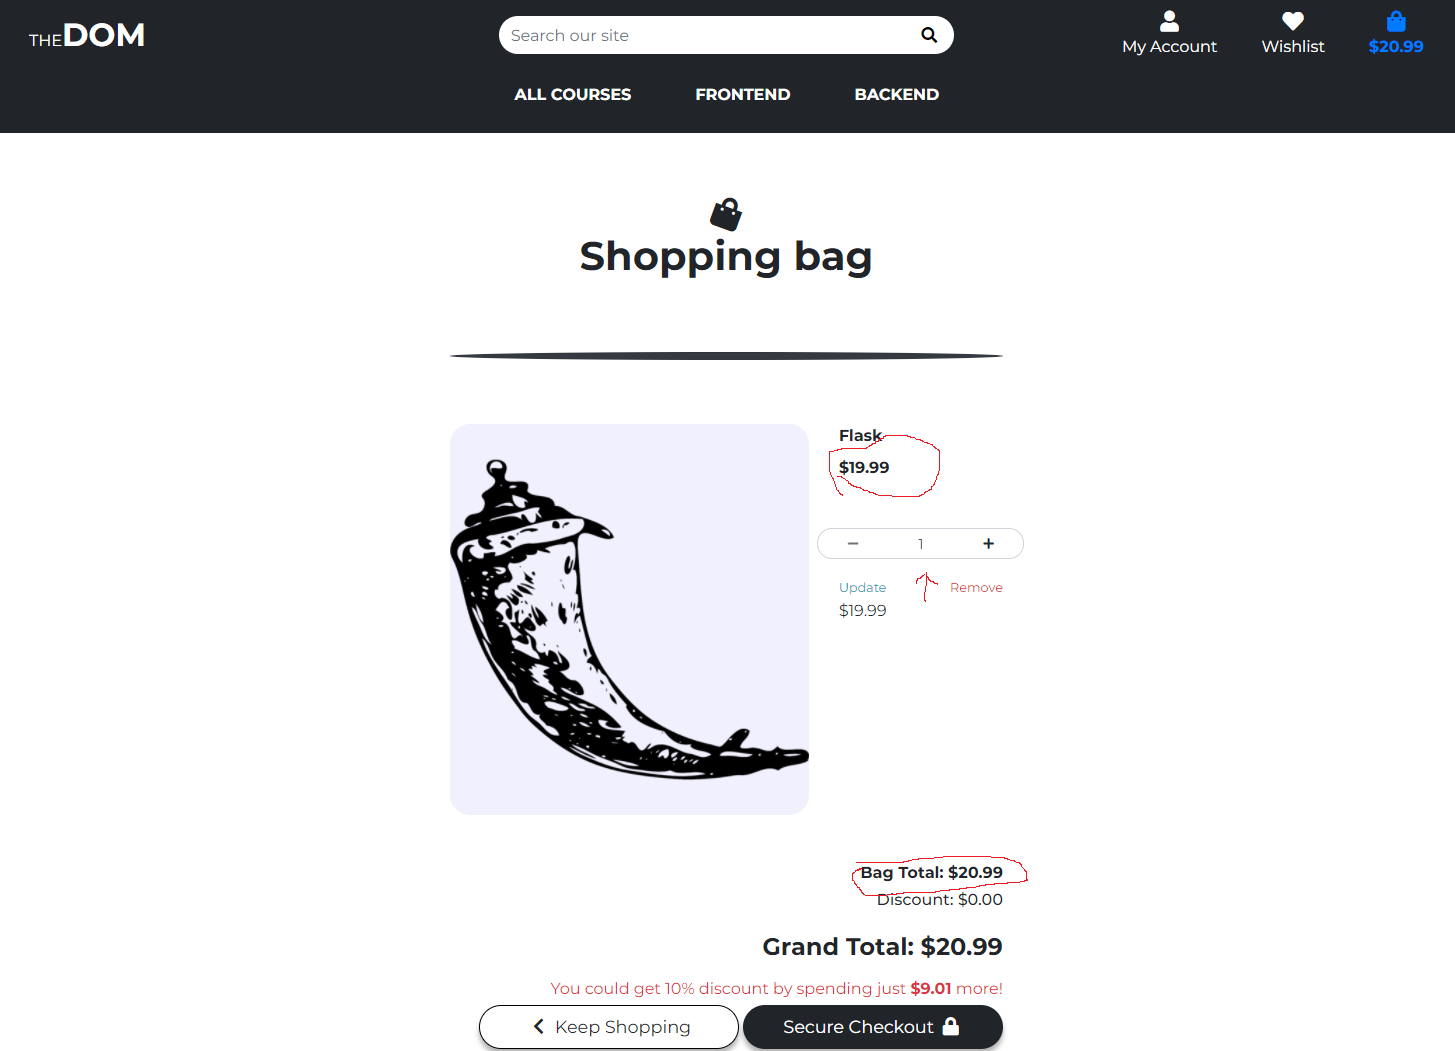 THEDOM
Search our site
My Account
Wishlist
$20.99
ALL COURSES
FRONTEND
BACKEND
Shopping bag
Flask
$19.99
1
Update
Remove
$19.99
Bag Total: $20.99
Discount: $0.00
Grand Total: $20.99
You could get 10% discount by spending just $9.01 more!
Keep Shopping
Secure Checkout